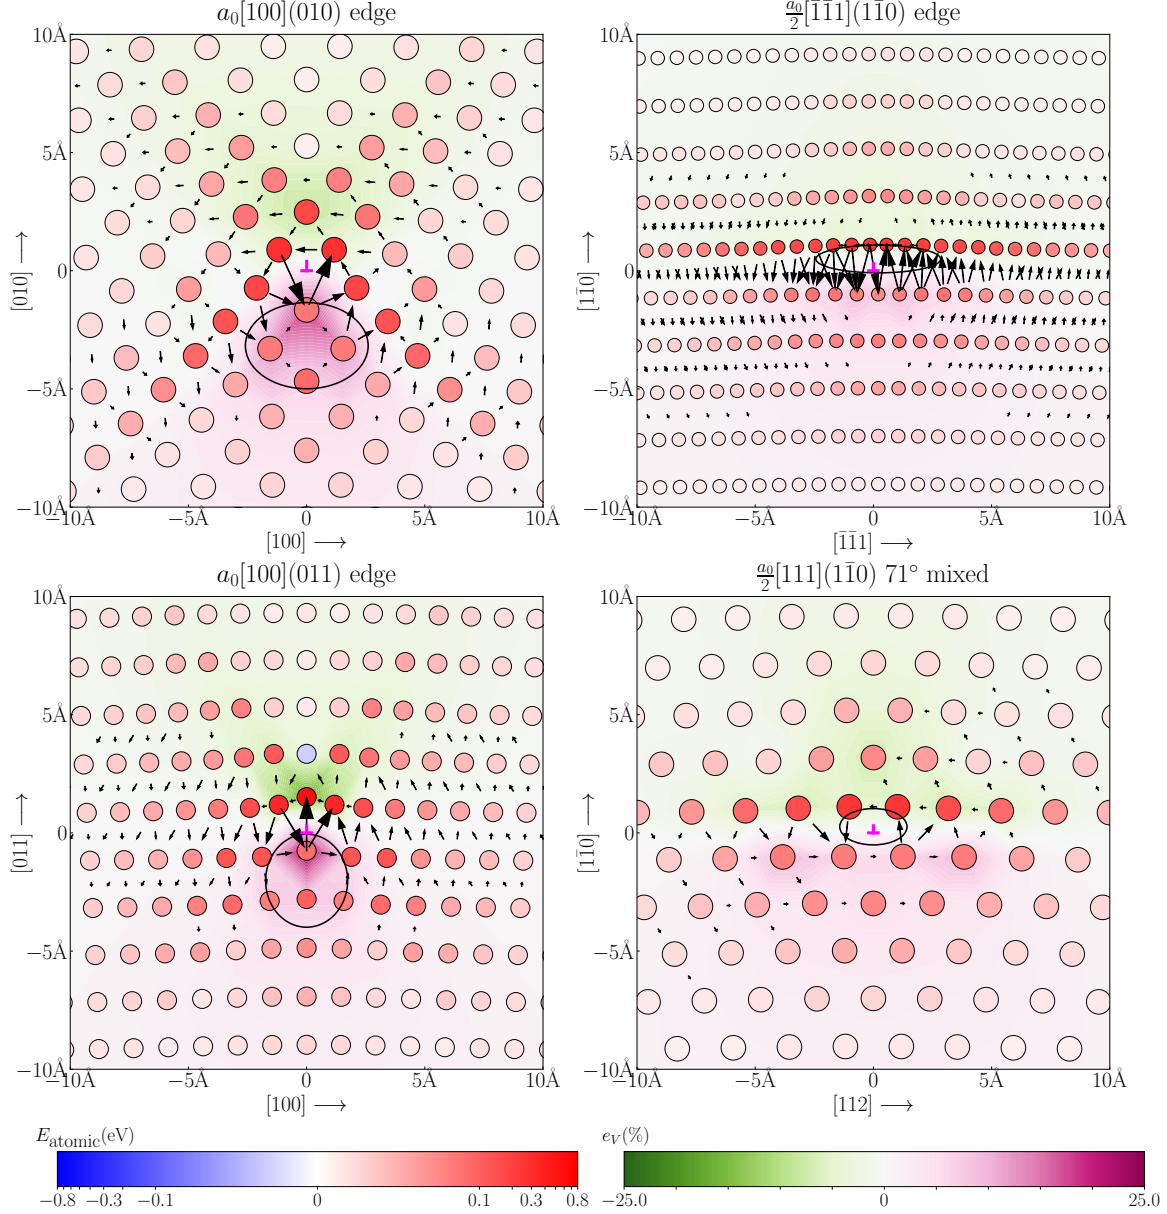 a₀[100](010) edge
10Å
5Å
0
−5Å
−10Å
[010] ⟶
−10Å −5Å 0 5Å 10Å
[100] ⟶
a₀/2[1̄1̄1](11̄0) edge
10Å
5Å
0
−5Å
−10Å
[11̄0] ⟶
−10Å −5Å 0 5Å 10Å
[1̄1̄1] ⟶
a₀[100](011) edge
10Å
5Å
0
−5Å
−10Å
[011] ⟶
−10Å −5Å 0 5Å 10Å
[100] ⟶
a₀/2[111](11̄0) 71° mixed
10Å
5Å
0
−5Å
−10Å
[11̄0] ⟶
−10Å −5Å 0 5Å 10Å
[112] ⟶
E_atomic(eV)
−0.8 −0.3 −0.1 0 0.1 0.3 0.8
e_V(%)
−25.0 0 25.0